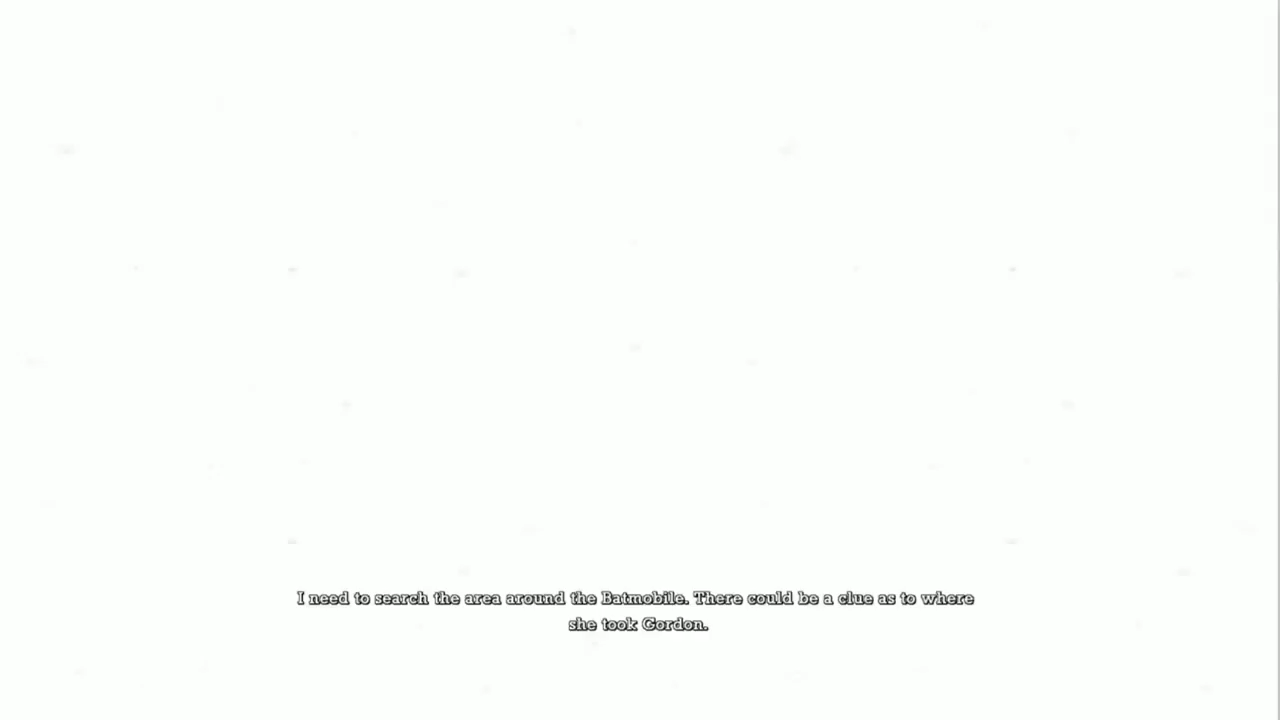 I need to search the area around the Batmobile. There could be a clue as to where
she took Gordon.